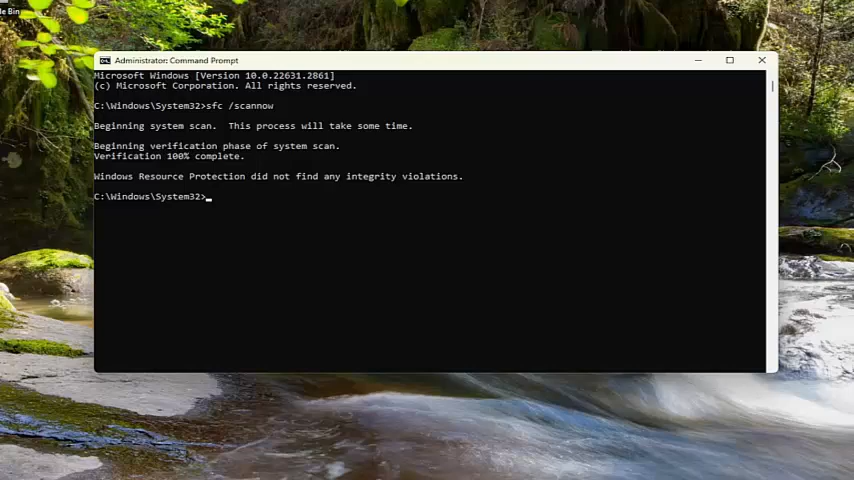 le Bin
Administrator: Command Prompt
Microsoft Windows [Version 10.0.22631.2861]
(c) Microsoft Corporation. All rights reserved.
C:\Windows\System32>sfc /scannow
Beginning system scan.  This process will take some time.
Beginning verification phase of system scan.
Verification 100% complete.
Windows Resource Protection did not find any integrity violations.
C:\Windows\System32>